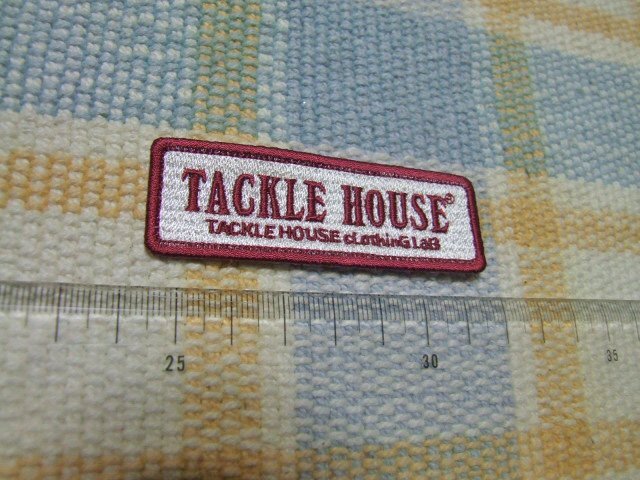 TACKLE HOUSE®
TACKLE HOUSE cLothinG LaB
25 30 35